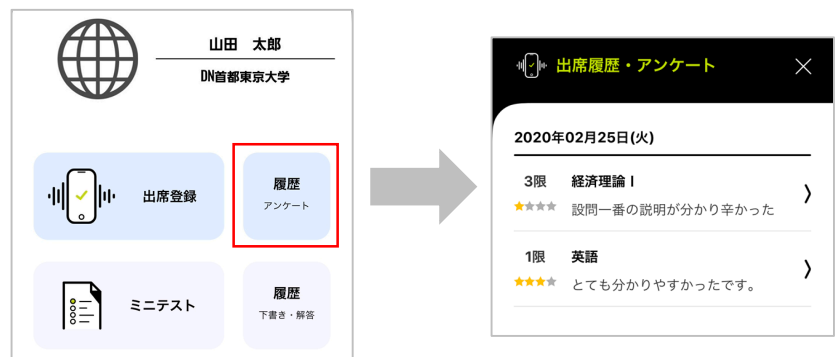 山田 太郎
DN首都東京大学
出席登録
履歴
アンケート
ミニテスト
履歴
下書き・解答
出席履歴・アンケート
2020年02月25日(火)
3限 経済理論Ⅰ
設問一番の説明が分かり辛かった
1限 英語
とても分かりやすかったです。